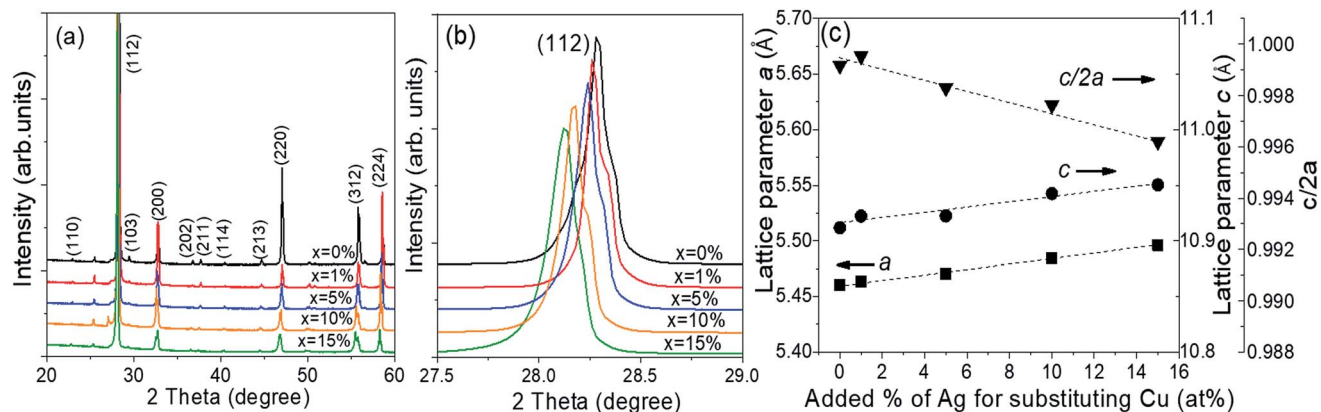 (a)
(112)
(110)
(103)
(200)
(202)
(211)
(114)
(213)
(220)
(312)
(224)
x=0%
x=1%
x=5%
x=10%
x=15%
Intensity (arb.units)
20 30 40 50 60
2 Theta (degree)
(b)
(112)
x=0%
x=1%
x=5%
x=10%
x=15%
Intensity (arb. units)
27.5 28.0 28.5 29.0
2 Theta (degree)
(c)
c/2a
c
a
Lattice parameter a (Å)
5.70
5.65
5.60
5.55
5.50
5.45
5.40
0 2 4 6 8 10 12 14 16
Added % of Ag for substituting Cu (at%)
11.1
11.0
10.9
10.8
Lattice parameter c (Å)
1.000
0.998
0.996
0.994
0.992
0.990
0.988
c/2a